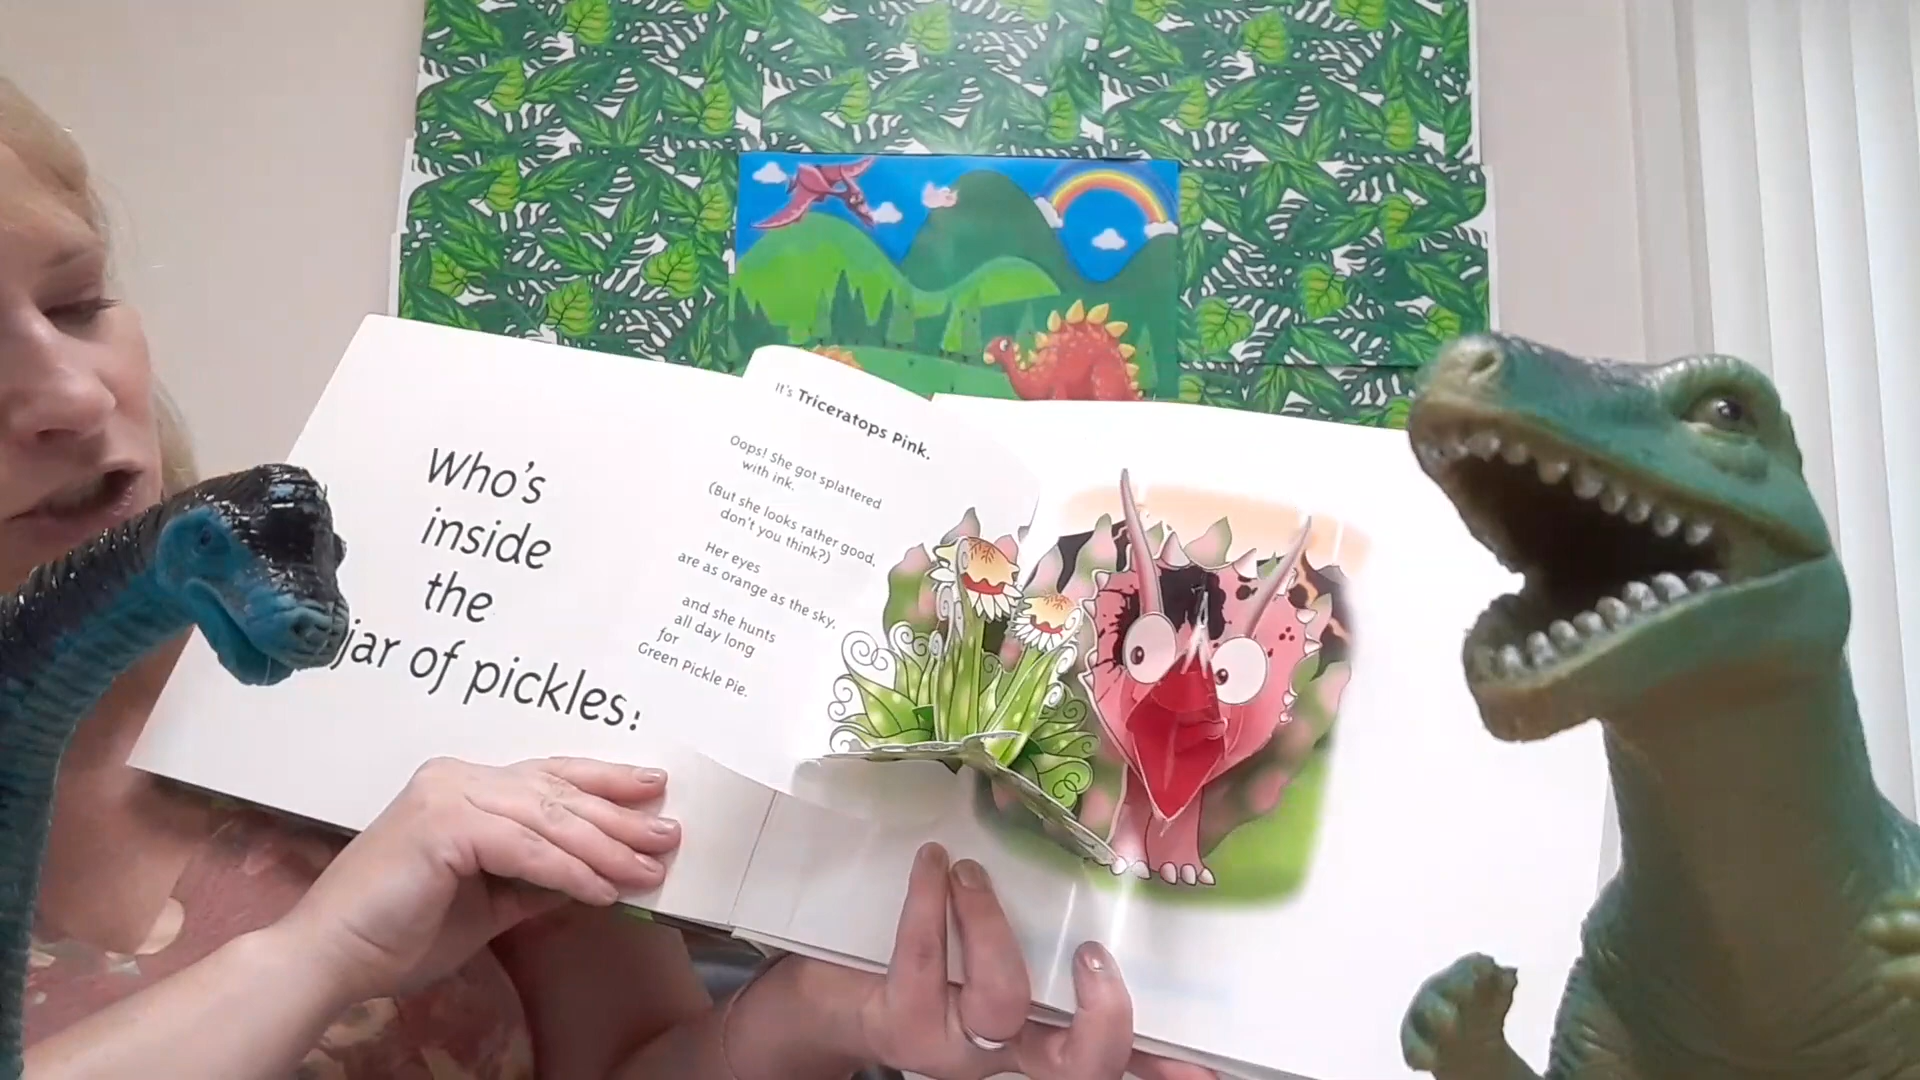 Who's
inside
the
jar of pickles?
It's Triceratops Pink.
Oops! She got splattered
with ink.
(But she looks rather good,
don't you think?)
Her eyes
are as orange as the sky,
and she hunts
all day long
for
Green Pickle Pie.